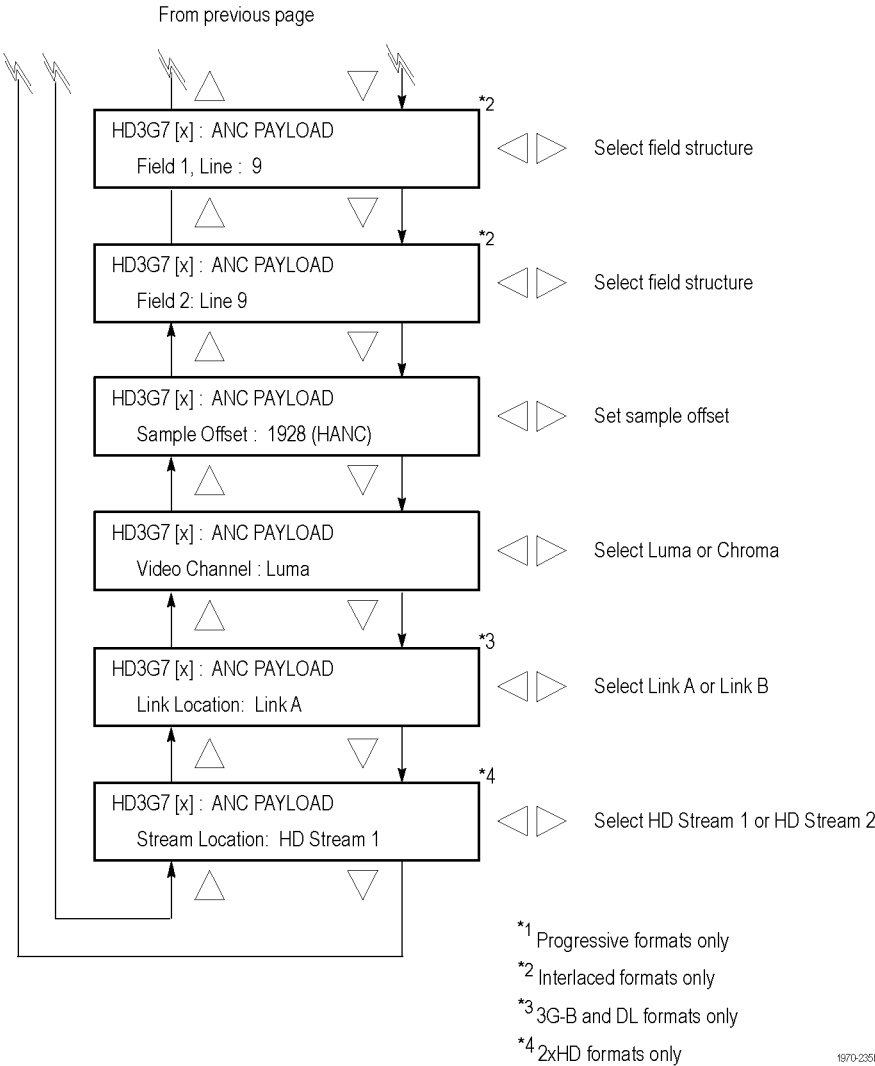 From previous page
*2
HD3G7 [x] : ANC PAYLOAD
Field 1, Line : 9
Select field structure
*2
HD3G7 [x] : ANC PAYLOAD
Field 2: Line 9
Select field structure
HD3G7 [x] : ANC PAYLOAD
Sample Offset : 1928 (HANC)
Set sample offset
HD3G7 [x] : ANC PAYLOAD
Video Channel : Luma
Select Luma or Chroma
*3
HD3G7 [x] : ANC PAYLOAD
Link Location: Link A
Select Link A or Link B
*4
HD3G7 [x] : ANC PAYLOAD
Stream Location: HD Stream 1
Select HD Stream 1 or HD Stream 2
*1 Progressive formats only
*2 Interlaced formats only
*3 3G-B and DL formats only
*4 2xHD formats only